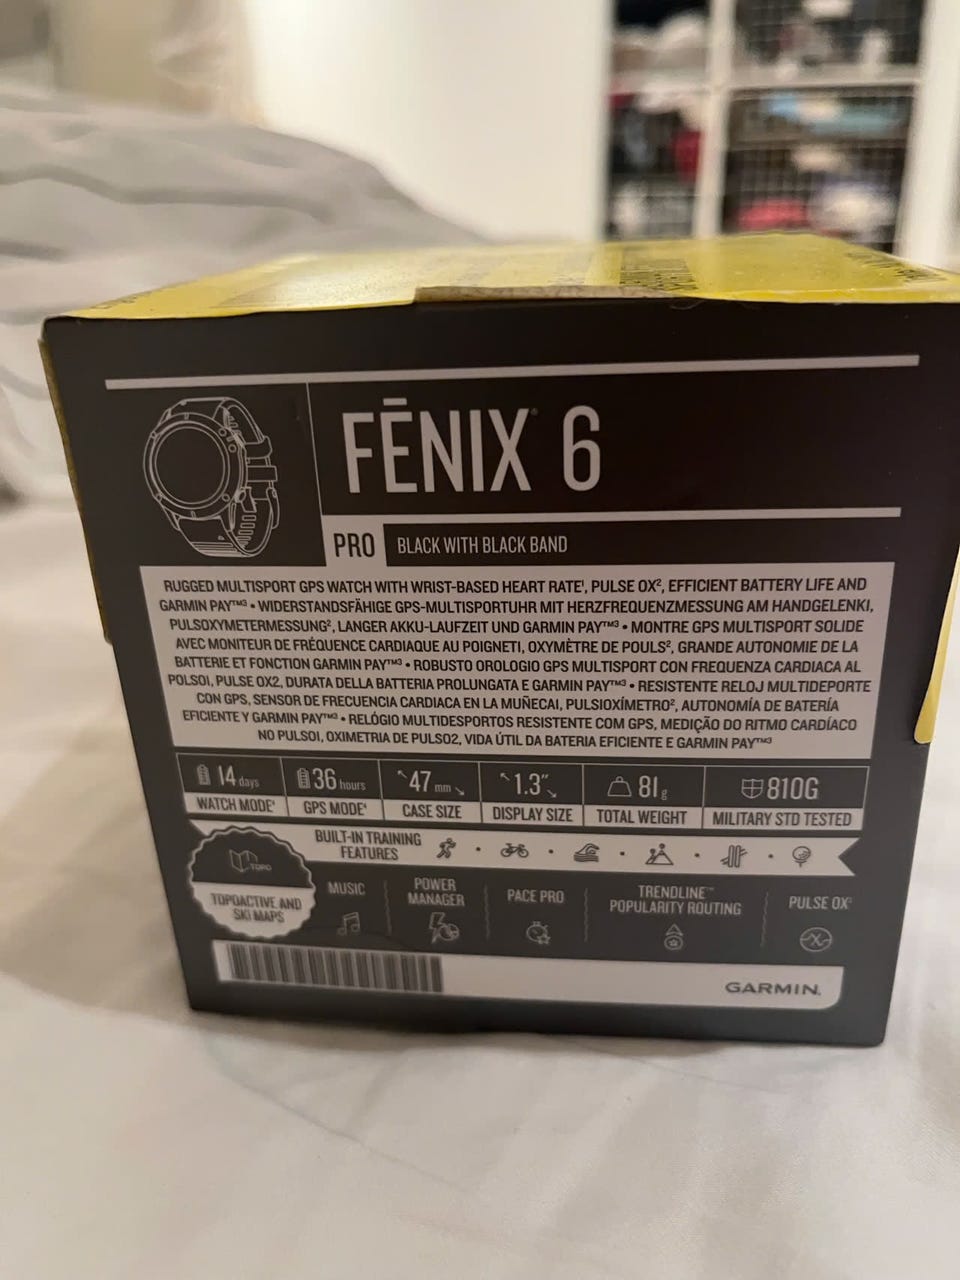 FĒNIX® 6
PRO BLACK WITH BLACK BAND
RUGGED MULTISPORT GPS WATCH WITH WRIST-BASED HEART RATE¹, PULSE OX², EFFICIENT BATTERY LIFE AND
GARMIN PAY™³ • WIDERSTANDSFÄHIGE GPS-MULTISPORTUHR MIT HERZFREQUENZMESSUNG AM HANDGELENK¹,
PULSOXYMETERMESSUNG², LANGER AKKU-LAUFZEIT UND GARMIN PAY™³ • MONTRE GPS MULTISPORT SOLIDE
AVEC MONITEUR DE FRÉQUENCE CARDIAQUE AU POIGNET¹, OXYMÈTRE DE POULS², GRANDE AUTONOMIE DE LA
BATTERIE ET FONCTION GARMIN PAY™³ • ROBUSTO OROLOGIO GPS MULTISPORT CON FREQUENZA CARDIACA AL
POLSO1, PULSE OX2, DURATA DELLA BATTERIA PROLUNGATA E GARMIN PAY™³ • RESISTENTE RELOJ MULTIDEPORTE
CON GPS, SENSOR DE FRECUENCIA CARDIACA EN LA MUÑECA1, PULSIOXÍMETRO², AUTONOMÍA DE BATERÍA
EFICIENTE Y GARMIN PAY™³ • RELÓGIO MULTIDESPORTOS RESISTENTE COM GPS, MEDIÇÃO DO RITMO CARDÍACO
NO PULSO1, OXIMETRIA DE PULSO2, VIDA ÚTIL DA BATERIA EFICIENTE E GARMIN PAY™³
14 days 36 hours 47 mm 1.3″ 81g 810G
WATCH MODE⁴ GPS MODE⁴ CASE SIZE DISPLAY SIZE TOTAL WEIGHT MILITARY STD TESTED
BUILT-IN TRAINING
FEATURES
TOPO
TOPOACTIVE AND
SKI MAPS
MUSIC
POWER
MANAGER
PACE PRO
TRENDLINE™
POPULARITY ROUTING
PULSE OX²
GARMIN.